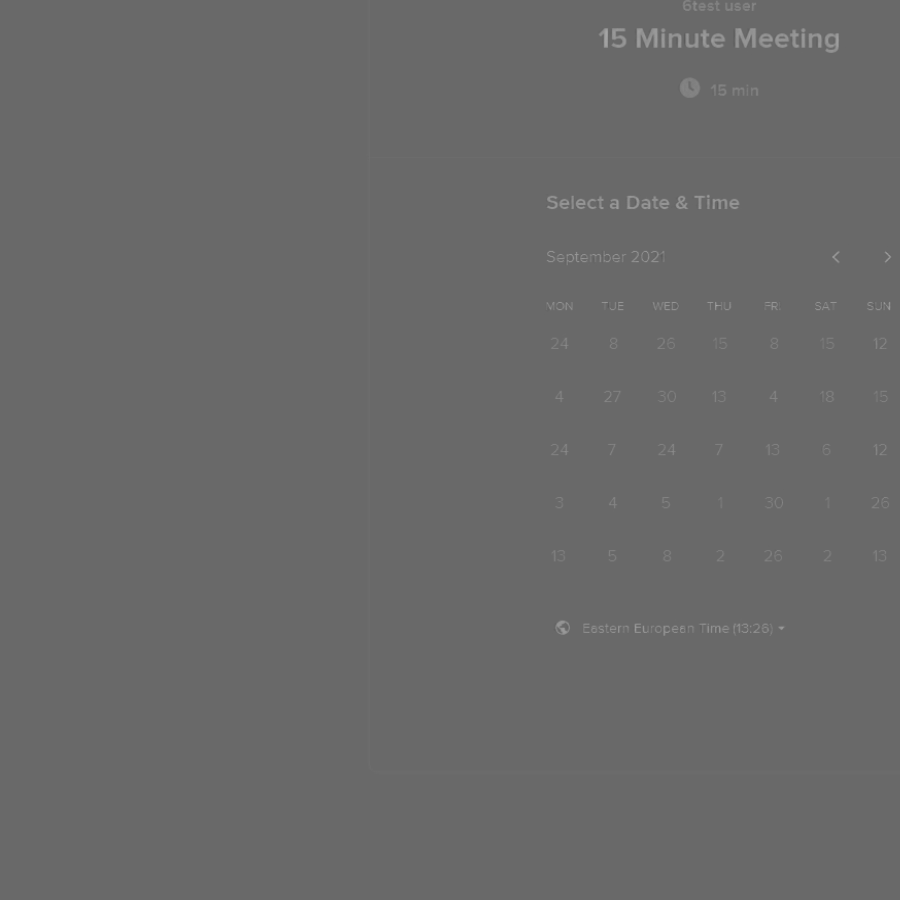 6test user
15 Minute Meeting
15 min
Select a Date & Time
September 2021
MON TUE WED THU FRI SAT SUN
24 8 26 15 8 15 12
4 27 30 13 4 18 15
24 7 24 7 13 6 12
3 4 5 1 30 1 26
13 5 8 2 26 2 13
Eastern European Time (13:26)